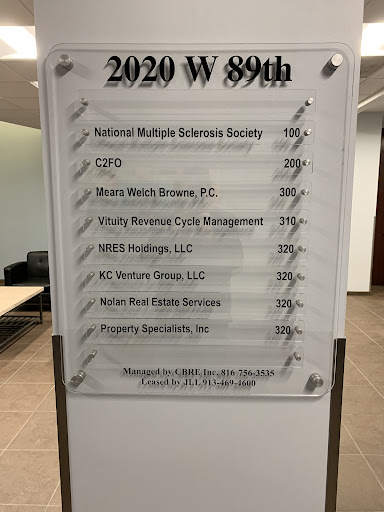 2020 W 89th
National Multiple Sclerosis Society 100
C2FO 200
Meara Welch Browne, P.C. 300
Vituity Revenue Cycle Management 310
NRES Holdings, LLC 320
KC Venture Group, LLC 320
Nolan Real Estate Services 320
Property Specialists, Inc 320
Managed by CBRE Inc. 816-756-3535
Leased by JLL 913-469-4600